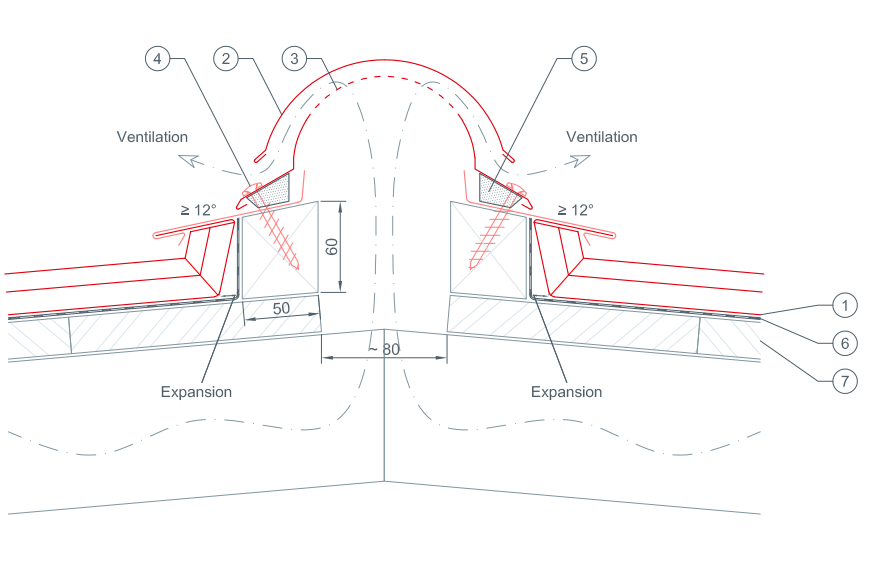 4 2 3 5
Ventilation Ventilation
≥ 12° ≥ 12°
60
50
1
~ 80
6
7
Expansion Expansion